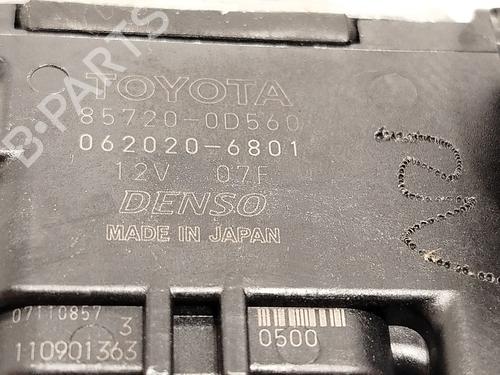 B-PARTS
TOYOTA
85720-0D560
062020-6801
12V 07F
DENSO
MADE IN JAPAN
07110857
3
110901363
0500